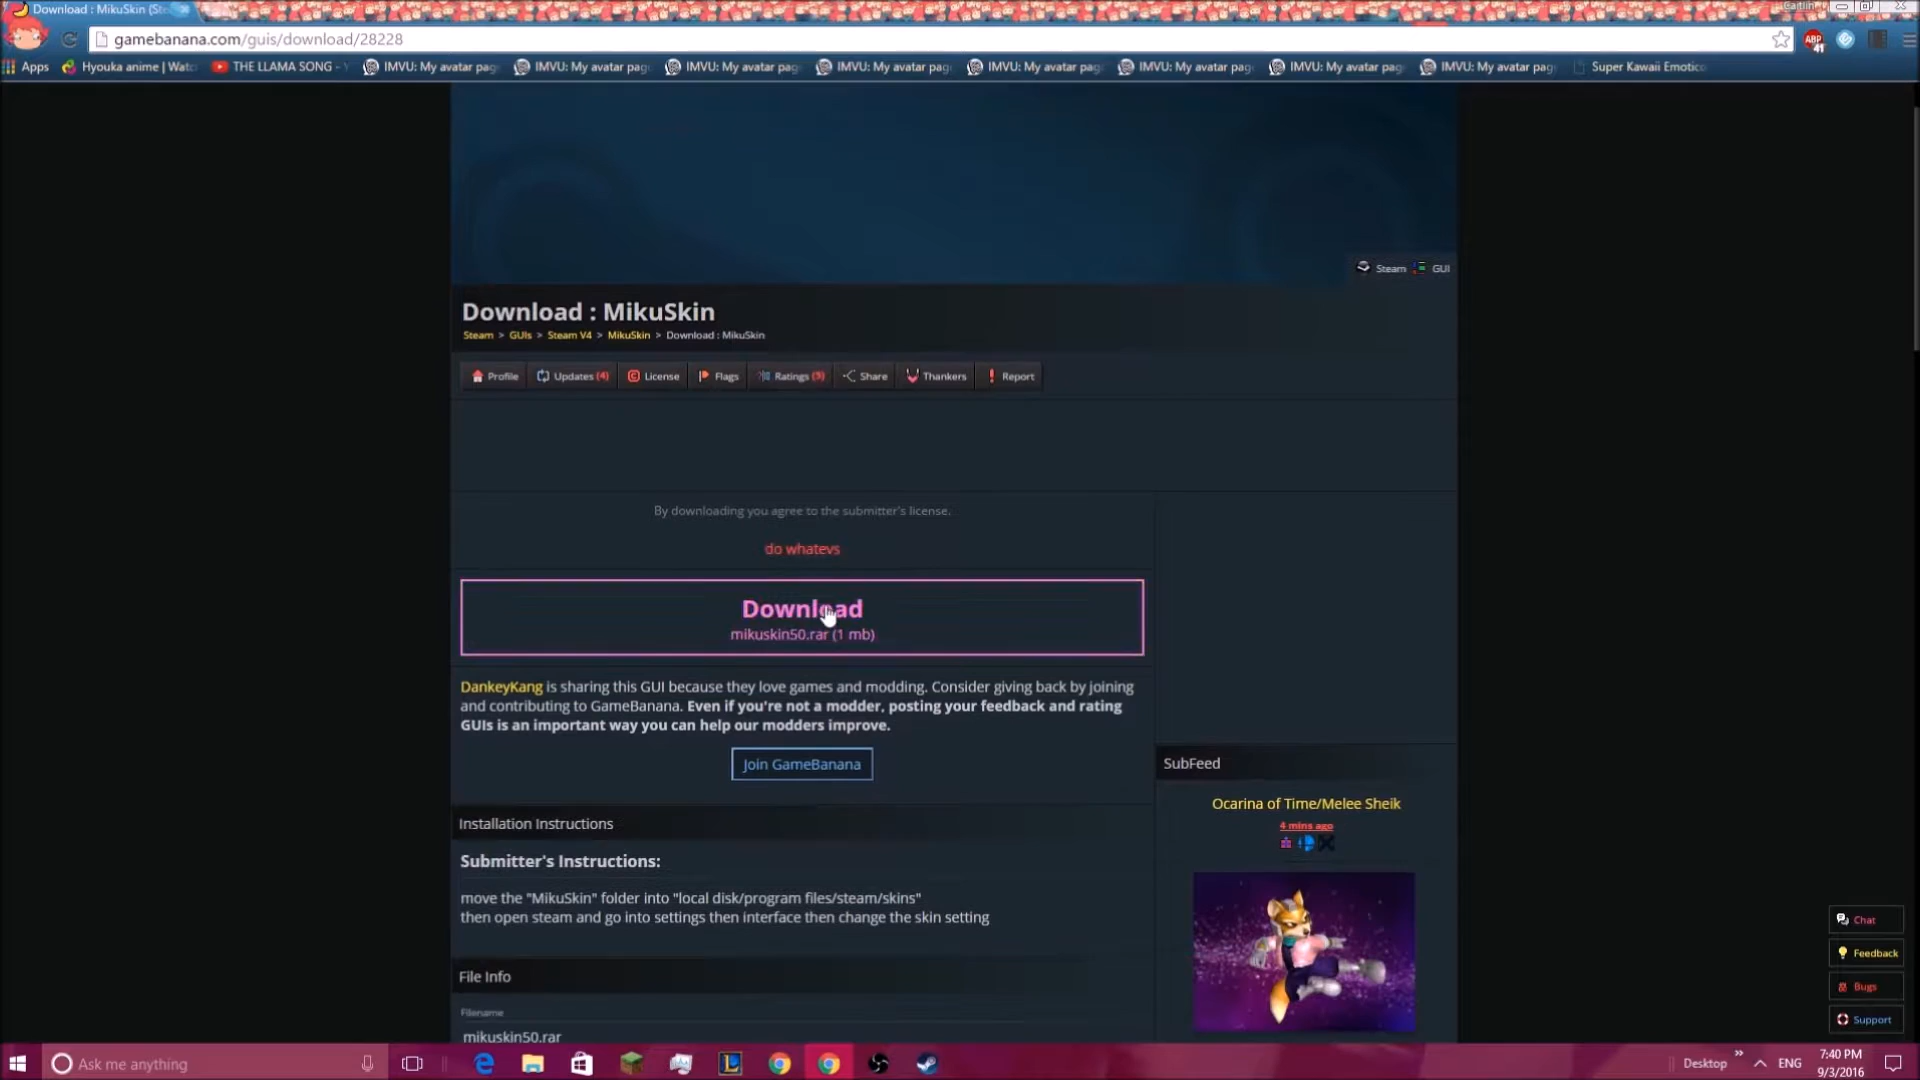 Download : MikuSkin (Ste
Caitlin
gamebanana.com/guis/download/28228
ABP
41
Apps
Hyouka anime | Watc
THE LLAMA SONG -
IMVU: My avatar pag
IMVU: My avatar pag
IMVU: My avatar pag
IMVU: My avatar pag
IMVU: My avatar pag
IMVU: My avatar pag
IMVU: My avatar pag
IMVU: My avatar pag
Super Kawaii Emotico
Steam GUI
Download : MikuSkin
Steam > GUIs > Steam V4 > MikuSkin > Download : MikuSkin
Profile
Updates (4)
License
Flags
Ratings (3)
Share
Thankers
Report
By downloading you agree to the submitter's license.
do whatevs
Download
mikuskin50.rar (1 mb)
DankeyKang is sharing this GUI because they love games and modding. Consider giving back by joining
and contributing to GameBanana. Even if you're not a modder, posting your feedback and rating
GUIs is an important way you can help our modders improve.
Join GameBanana
SubFeed
Ocarina of Time/Melee Sheik
4 mins ago
Installation Instructions
Submitter's Instructions:
move the "MikuSkin" folder into "local disk/program files/steam/skins"
then open steam and go into settings then interface then change the skin setting
File Info
Filename
mikuskin50.rar
Chat
Feedback
Bugs
Support
Ask me anything
Desktop
ENG
7:40 PM
9/3/2016